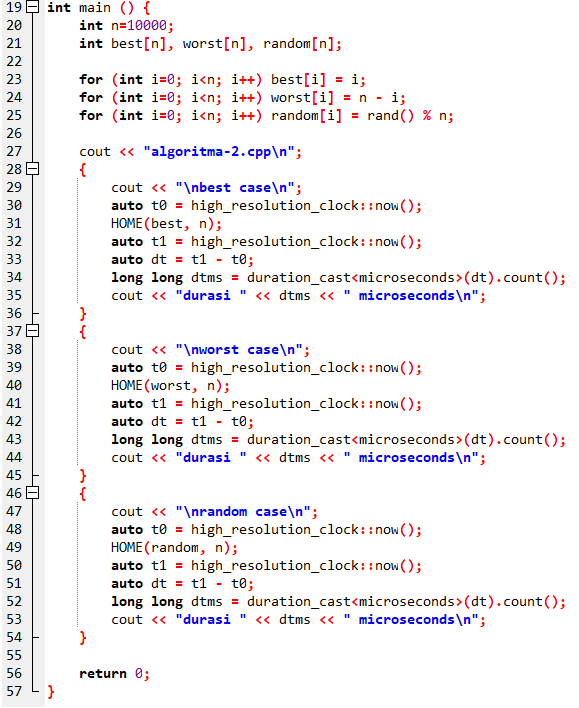 19 int main () {
20     int n=10000;
21     int best[n], worst[n], random[n];
22
23     for (int i=0; i<n; i++) best[i] = i;
24     for (int i=0; i<n; i++) worst[i] = n - i;
25     for (int i=0; i<n; i++) random[i] = rand() % n;
26
27     cout << "algoritma-2.cpp\n";
28     {
29         cout << "\nbest case\n";
30         auto t0 = high_resolution_clock::now();
31         HOME(best, n);
32         auto t1 = high_resolution_clock::now();
33         auto dt = t1 - t0;
34         long long dtms = duration_cast<microseconds>(dt).count();
35         cout << "durasi " << dtms << " microseconds\n";
36     }
37     {
38         cout << "\nworst case\n";
39         auto t0 = high_resolution_clock::now();
40         HOME(worst, n);
41         auto t1 = high_resolution_clock::now();
42         auto dt = t1 - t0;
43         long long dtms = duration_cast<microseconds>(dt).count();
44         cout << "durasi " << dtms << " microseconds\n";
45     }
46     {
47         cout << "\nrandom case\n";
48         auto t0 = high_resolution_clock::now();
49         HOME(random, n);
50         auto t1 = high_resolution_clock::now();
51         auto dt = t1 - t0;
52         long long dtms = duration_cast<microseconds>(dt).count();
53         cout << "durasi " << dtms << " microseconds\n";
54     }
55
56     return 0;
57 }